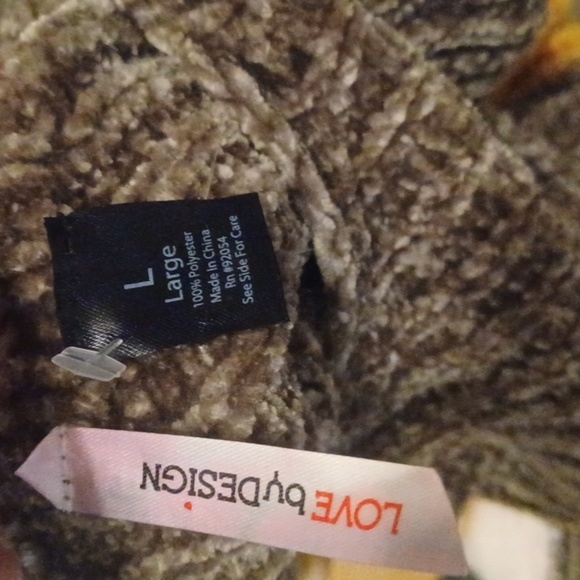 L
Large
100% Polyester
Made In China
Rn #92054
See Side For Care
LOVE byDESIGN